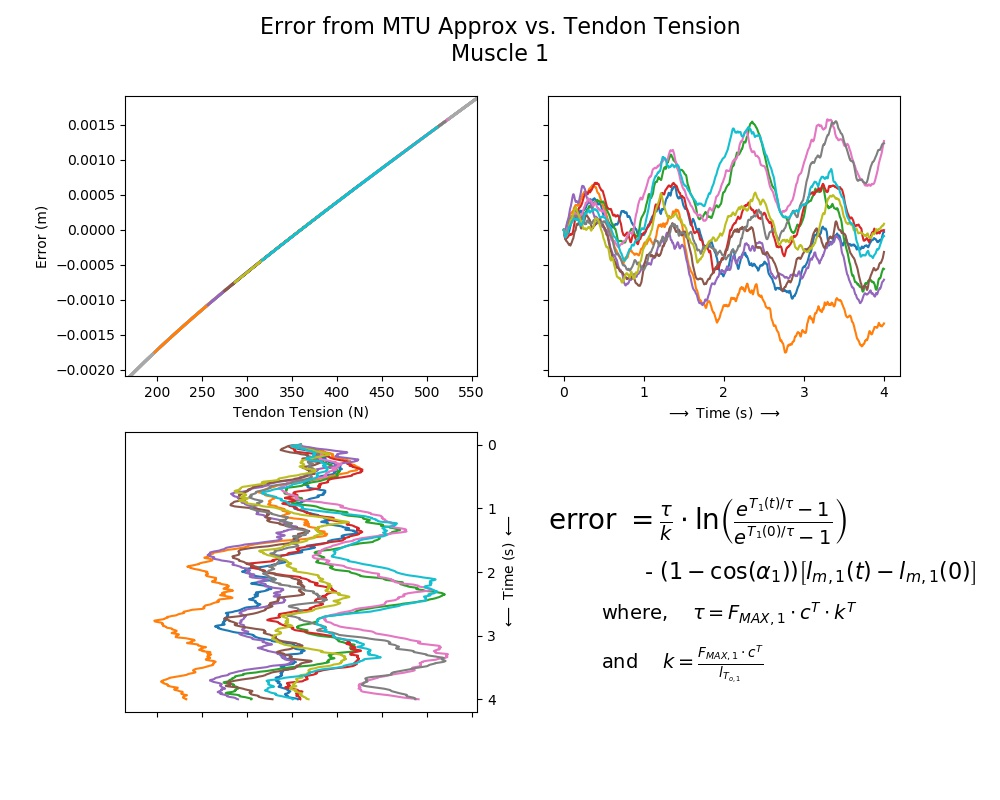 Error from MTU Approx vs. Tendon Tension
Muscle 1
0.0015
0.0010
0.0005
0.0000
−0.0005
−0.0010
−0.0015
−0.0020
Error (m)
200 250 300 350 400 450 500 550
Tendon Tension (N)
0 1 2 3 4
⟶ Time (s) ⟶
0
1
2
3
4
⟵ Time (s) ⟵
error = τ/k · ln((e^{T_1(t)/τ} − 1)/(e^{T_1(0)/τ} − 1))
- (1 − cos(α_1))[l_{m,1}(t) − l_{m,1}(0)]
where, τ = F_{MAX,1} · c^T · k^T
and k = (F_{MAX,1} · c^T)/l_{T_{o,1}}